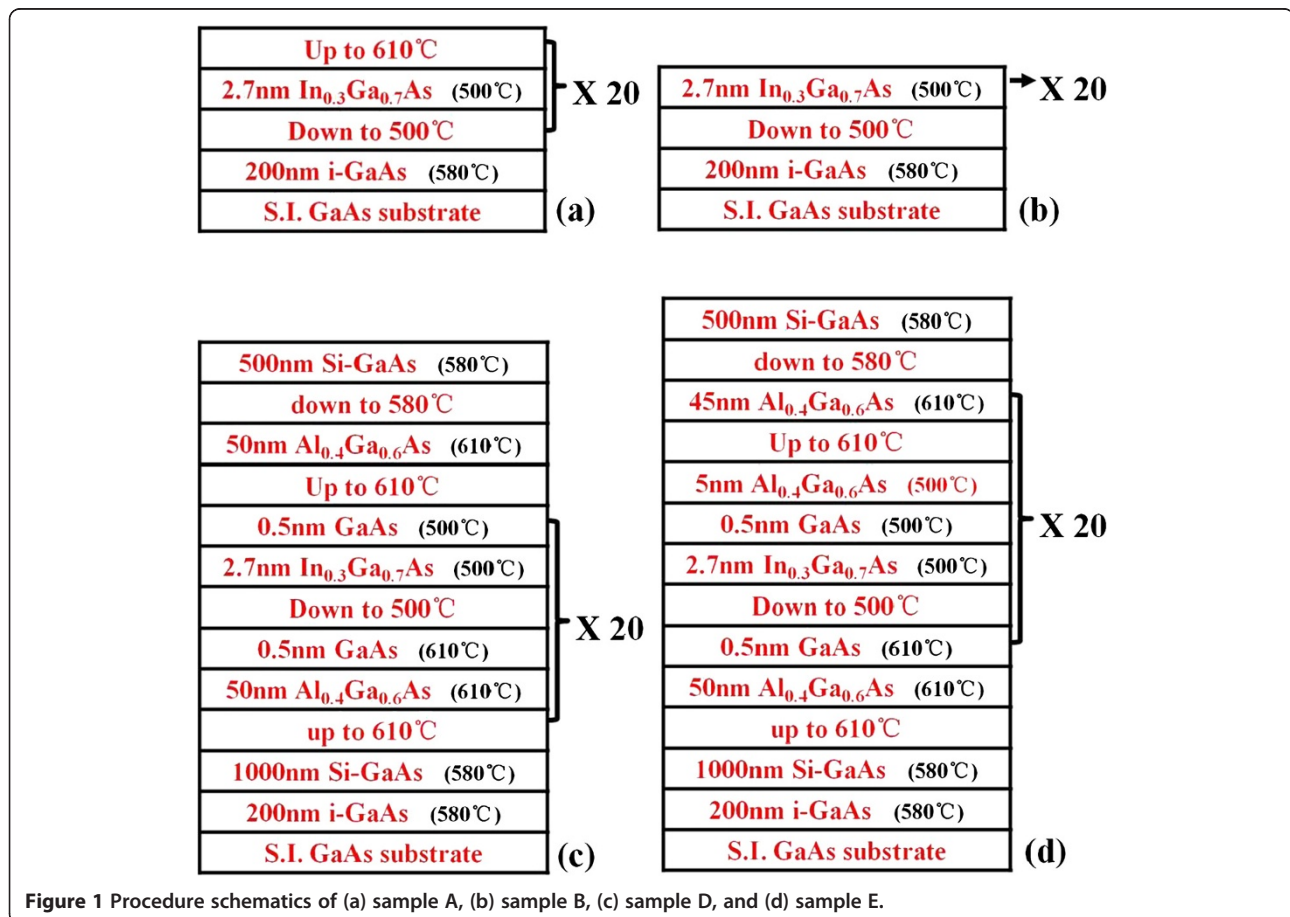 Up to 610℃
2.7nm In0.3Ga0.7As (500℃)
Down to 500℃
200nm i-GaAs (580℃)
S.I. GaAs substrate
X 20
(a)
2.7nm In0.3Ga0.7As (500℃)
Down to 500℃
200nm i-GaAs (580℃)
S.I. GaAs substrate
X 20
(b)
500nm Si-GaAs (580℃)
down to 580℃
50nm Al0.4Ga0.6As (610℃)
Up to 610℃
0.5nm GaAs (500℃)
2.7nm In0.3Ga0.7As (500℃)
Down to 500℃
0.5nm GaAs (610℃)
50nm Al0.4Ga0.6As (610℃)
up to 610℃
1000nm Si-GaAs (580℃)
200nm i-GaAs (580℃)
S.I. GaAs substrate
X 20
(c)
500nm Si-GaAs (580℃)
down to 580℃
45nm Al0.4Ga0.6As (610℃)
Up to 610℃
5nm Al0.4Ga0.6As (500℃)
0.5nm GaAs (500℃)
2.7nm In0.3Ga0.7As (500℃)
Down to 500℃
0.5nm GaAs (610℃)
50nm Al0.4Ga0.6As (610℃)
up to 610℃
1000nm Si-GaAs (580℃)
200nm i-GaAs (580℃)
S.I. GaAs substrate
X 20
(d)
Figure 1 Procedure schematics of (a) sample A, (b) sample B, (c) sample D, and (d) sample E.